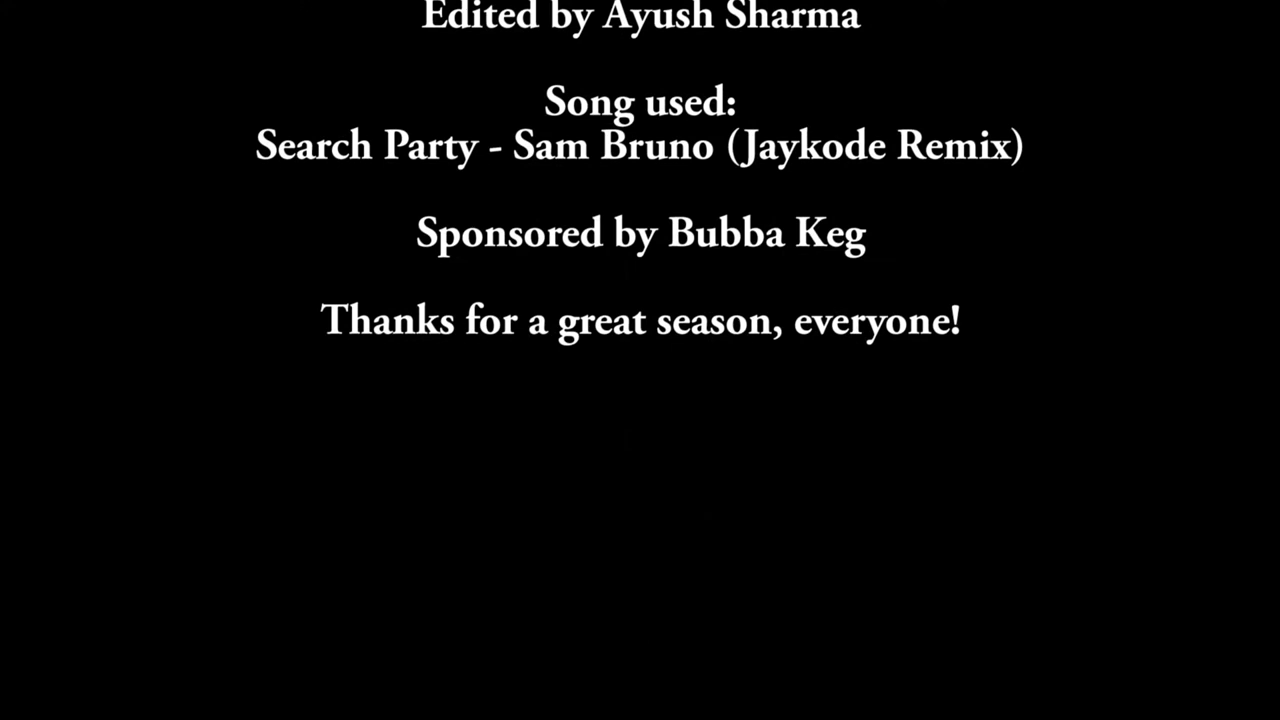 Edited by Ayush Sharma
Song used:
Search Party - Sam Bruno (Jaykode Remix)
Sponsored by Bubba Keg
Thanks for a great season, everyone!